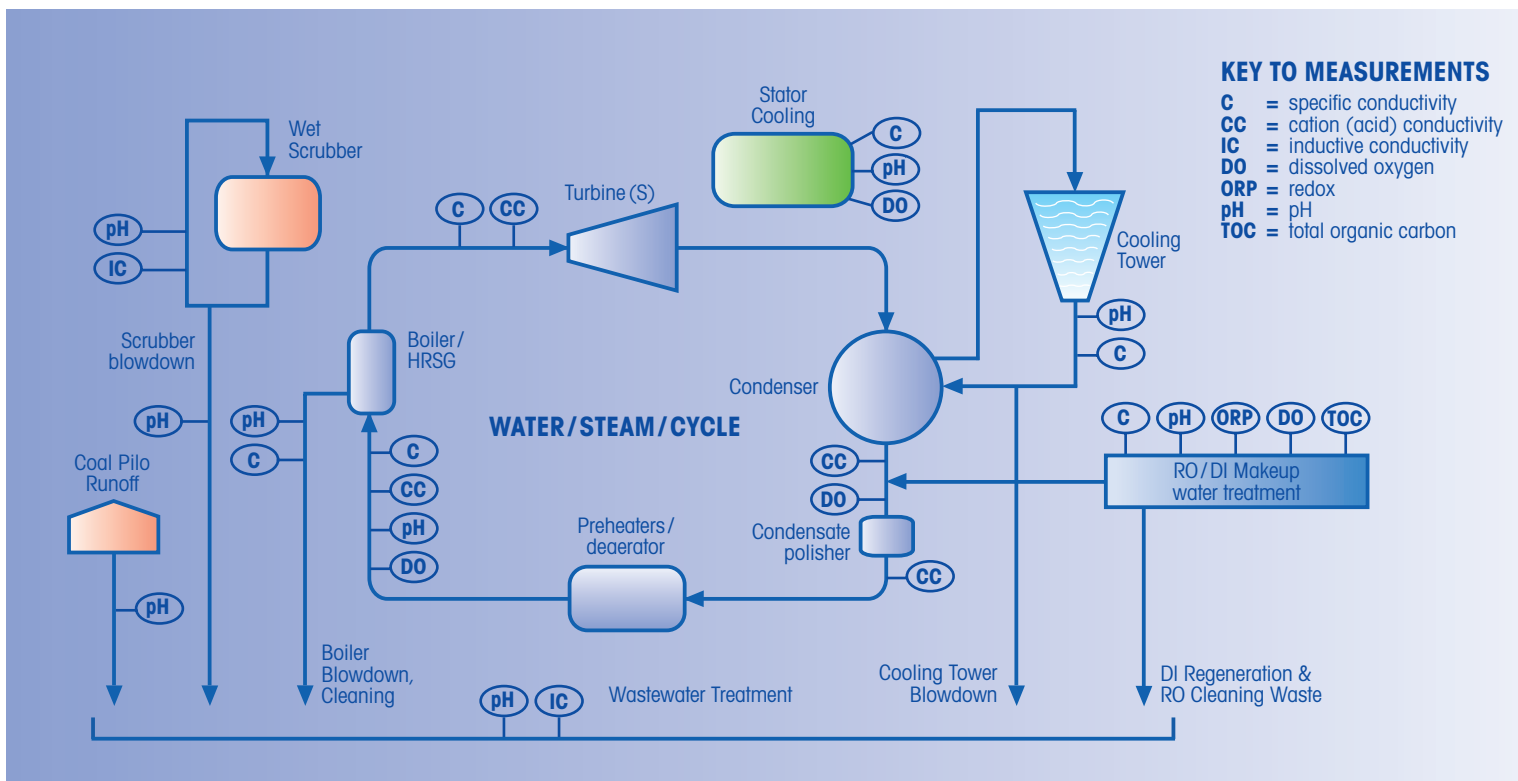 KEY TO MEASUREMENTS
C = specific conductivity
CC = cation (acid) conductivity
IC = inductive conductivity
DO = dissolved oxygen
ORP = redox
pH = pH
TOC = total organic carbon
Wet
Scrubber
pH
IC
Scrubber
blowdown
pH
Coal Pilo
Runoff
pH
C
CC
Turbine (S)
Stator
Cooling
C
pH
DO
Cooling
Tower
pH
C
Boiler/
HRSG
pH
C
Condenser
WATER/STEAM/CYCLE
C
CC
pH
DO
Preheaters/
deaerator
CC
DO
Condensate
polisher
CC
C
pH
ORP
DO
TOC
RO/DI Makeup
water treatment
Boiler
Blowdown,
Cleaning
pH
IC
Wastewater Treatment
Cooling Tower
Blowdown
DI Regeneration &
RO Cleaning Waste